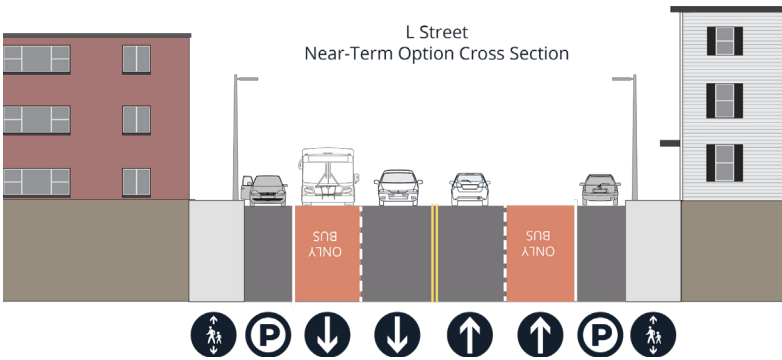 L Street
Near-Term Option Cross Section
ONLY
BUS
ONLY
BUS
P
P